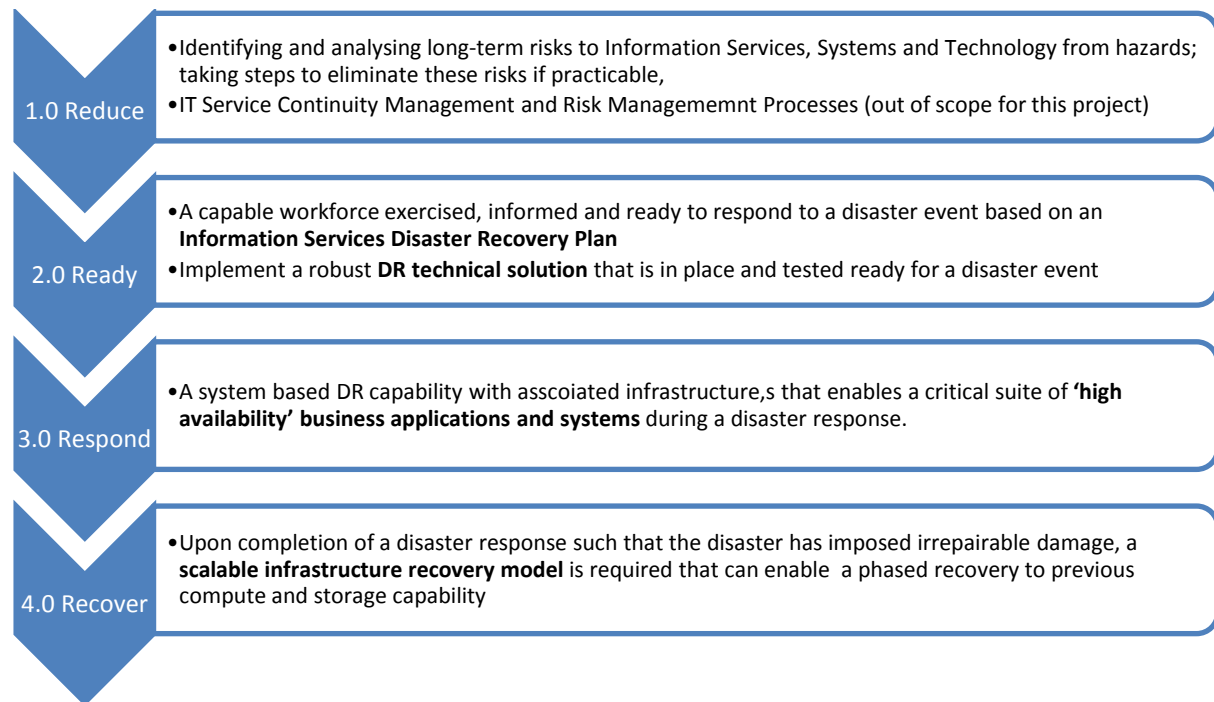 1.0 Reduce
•Identifying and analysing long-term risks to Information Services, Systems and Technology from hazards;
taking steps to eliminate these risks if practicable,
•IT Service Continuity Management and Risk Managememnt Processes (out of scope for this project)
2.0 Ready
•A capable workforce exercised, informed and ready to respond to a disaster event based on an
Information Services Disaster Recovery Plan
•Implement a robust DR technical solution that is in place and tested ready for a disaster event
3.0 Respond
•A system based DR capability with asscoiated infrastructure,s that enables a critical suite of ‘high
availability’ business applications and systems during a disaster response.
4.0 Recover
•Upon completion of a disaster response such that the disaster has imposed irrepairable damage, a
scalable infrastructure recovery model is required that can enable  a phased recovery to previous
compute and storage capability